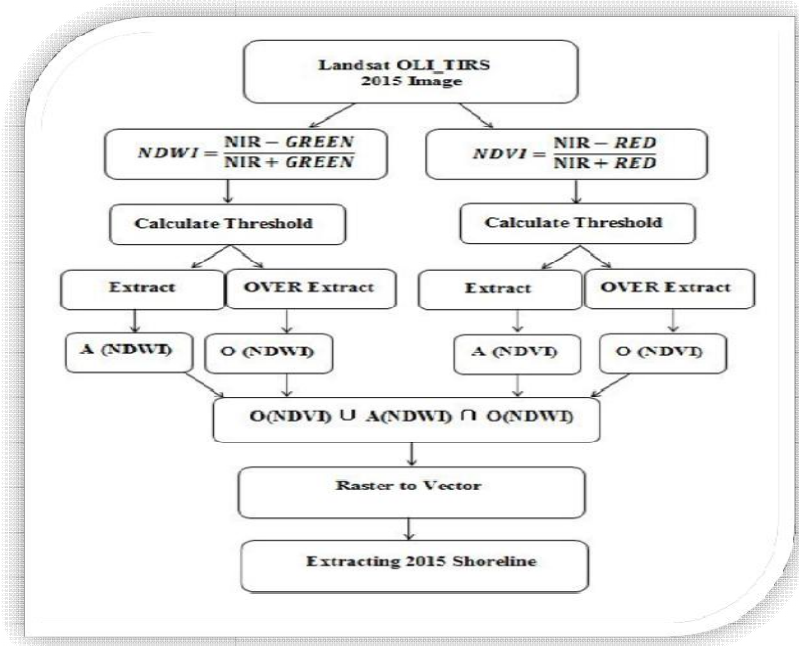 Landsat OLI_TIRS
2015 Image
NDWI = NIR − GREEN / NIR + GREEN
NDVI = NIR − RED / NIR + RED
Calculate Threshold
Calculate Threshold
Extract
OVER Extract
Extract
OVER Extract
A (NDWI)
O (NDWI)
A (NDVI)
O (NDVI)
O(NDVI) ∪ A(NDWI) ∩ O(NDWI)
Raster to Vector
Extracting 2015 Shoreline